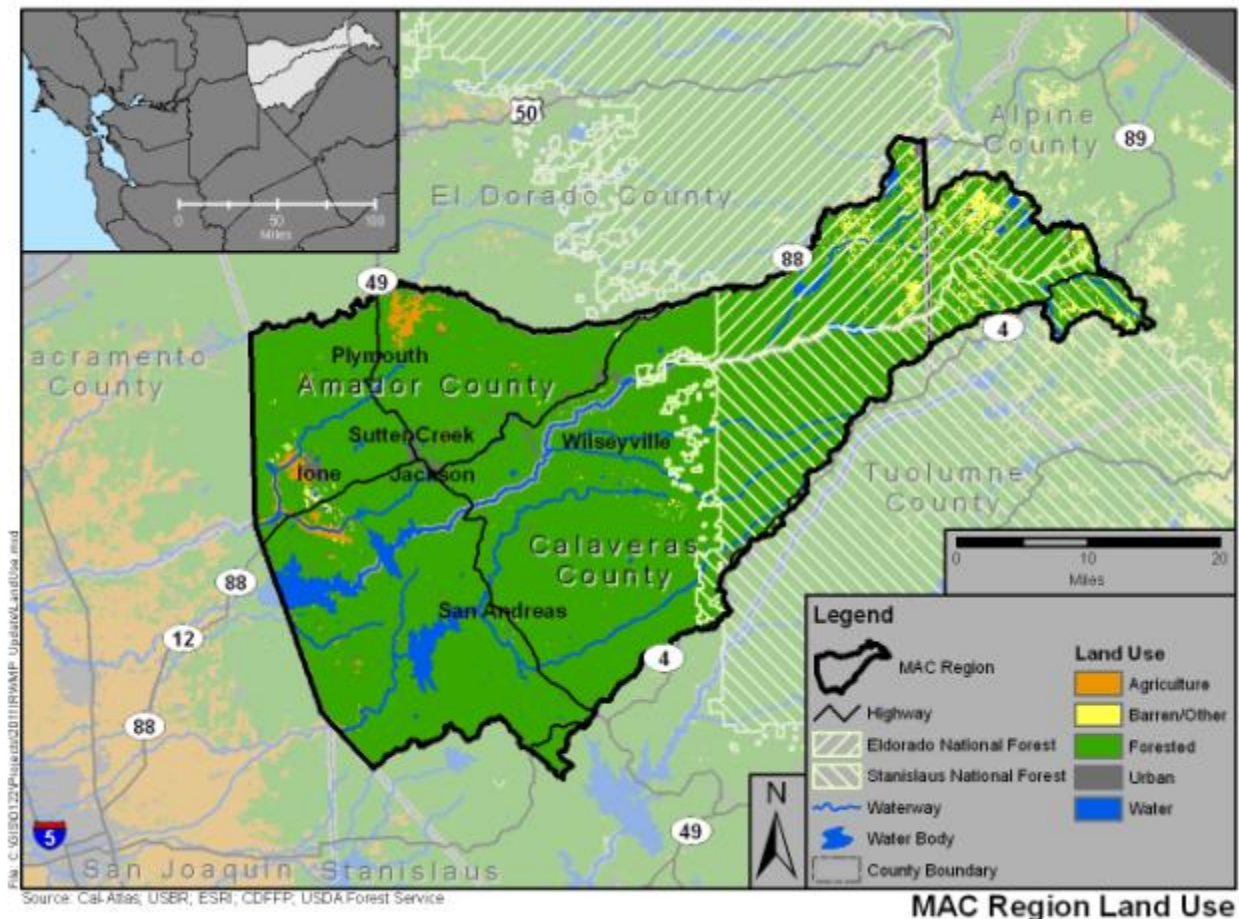 0 50 100
Miles
50
Alpine
County
89
El Dorado County
88
49
4
acramento
County
Plymouth
Amador County
Sutter Creek
Wilseyville
Ione
Jackson
Tuolumne
County
Calaveras
County
0 10 20
Miles
88
San Andreas
12
4
88
49
5
San Joaquin
Stanislaus
N
Legend
MAC Region
Highway
Eldorado National Forest
Stanislaus National Forest
Waterway
Water Body
County Boundary
Land Use
Agriculture
Barren/Other
Forested
Urban
Water
Source: Cal-Atlas, USBR, ESRI, CDFFP, USDA Forest Service
MAC Region Land Use